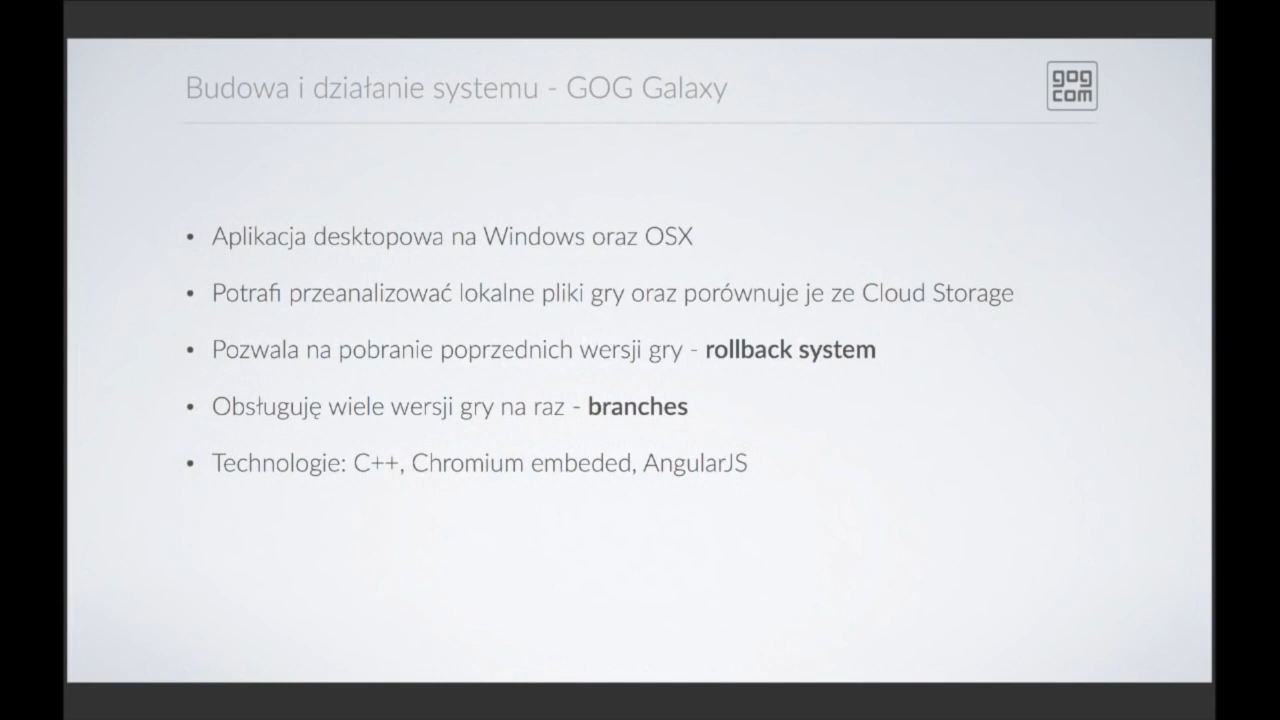 Budowa i działanie systemu - GOG Galaxy
gog
com
• Aplikacja desktopowa na Windows oraz OSX
• Potrafi przeanalizować lokalne pliki gry oraz porównuje je ze Cloud Storage
• Pozwala na pobranie poprzednich wersji gry - rollback system
• Obsługuję wiele wersji gry na raz - branches
• Technologie: C++, Chromium embeded, AngularJS